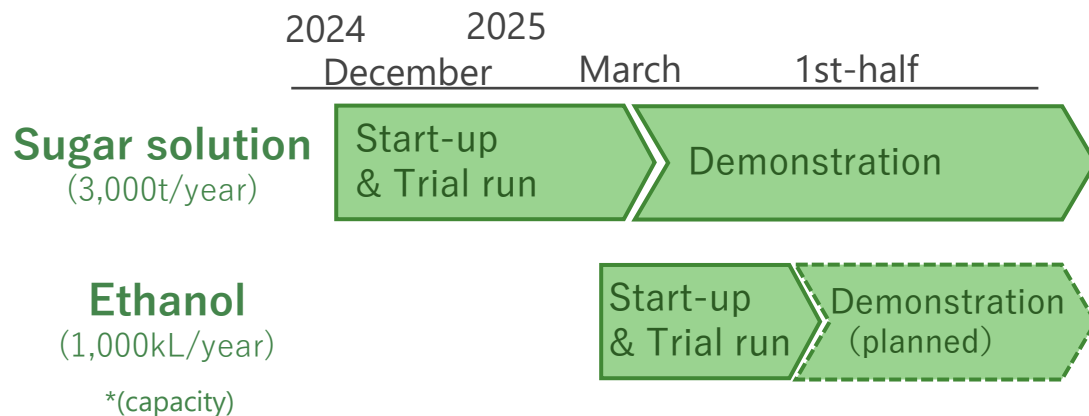 2024 2025
December March 1st-half
Sugar solution
(3,000t/year)
Start-up
& Trial run
Demonstration
Ethanol
(1,000kL/year)
Start-up
& Trial run
Demonstration
(planned)
*(capacity)